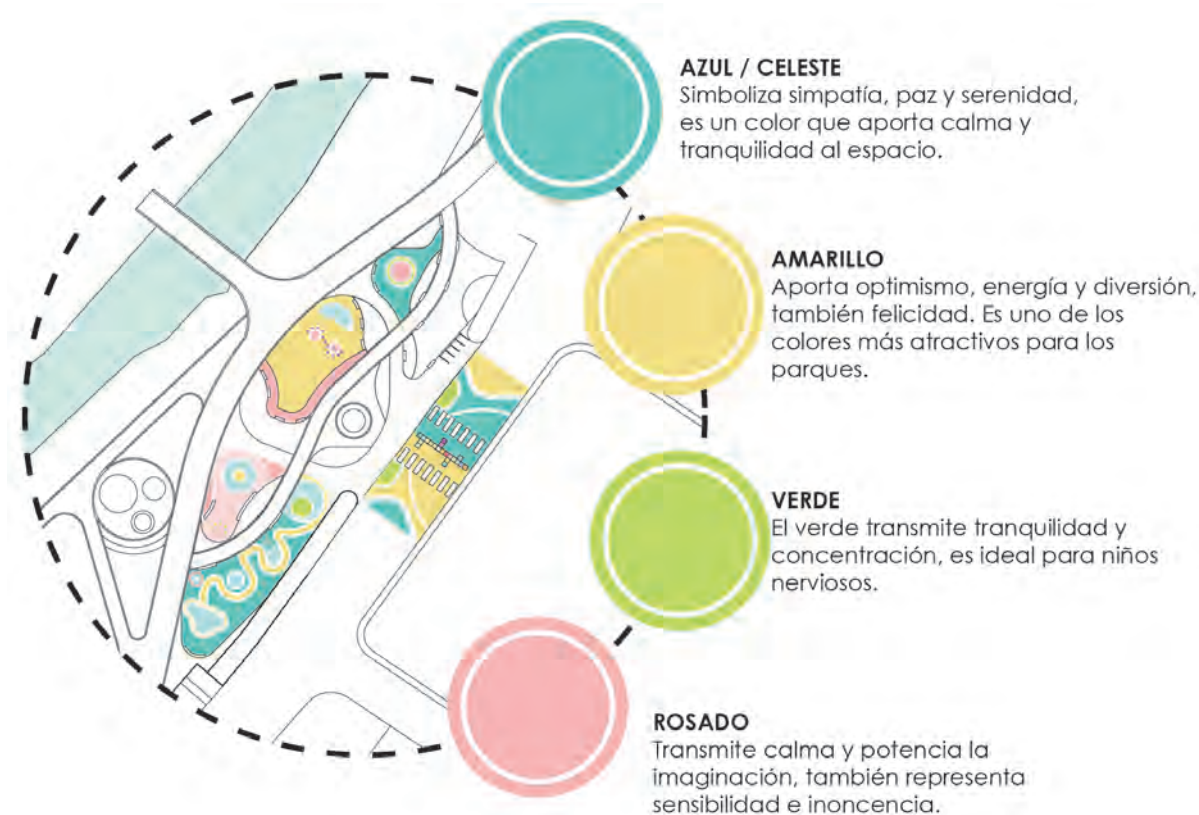 AZUL / CELESTE
Simboliza simpatía, paz y serenidad,
es un color que aporta calma y
tranquilidad al espacio.
AMARILLO
Aporta optimismo, energía y diversión,
también felicidad. Es uno de los
colores más atractivos para los
parques.
VERDE
El verde transmite tranquilidad y
concentración, es ideal para niños
nerviosos.
ROSADO
Transmite calma y potencia la
imaginación, también representa
sensibilidad e inoncencia.